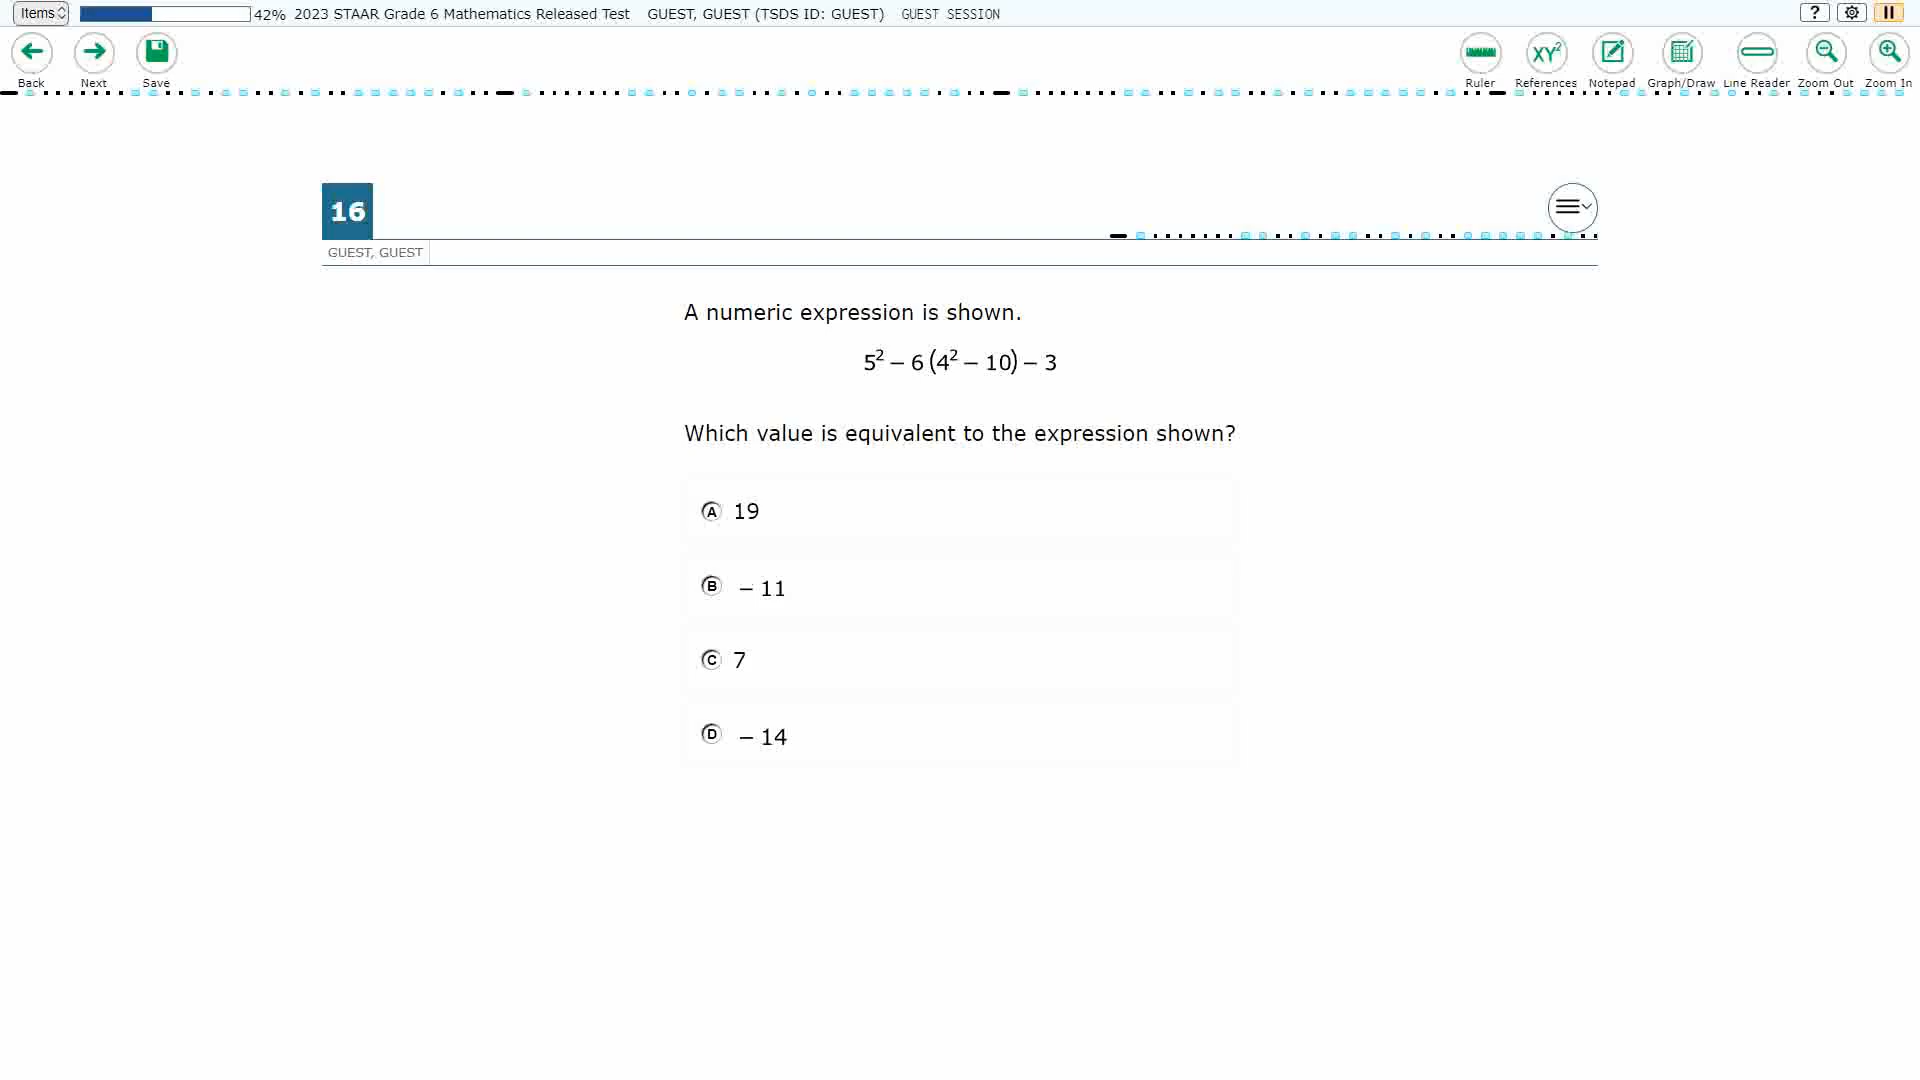 Items 42% 2023 STAAR Grade 6 Mathematics Released Test GUEST, GUEST (TSDS ID: GUEST) GUEST SESSION ?
Back Next Save Ruler XY² References Notepad Graph/Draw Line Reader Zoom Out Zoom In
16
GUEST, GUEST
A numeric expression is shown.
5² – 6 (4² – 10) – 3
Which value is equivalent to the expression shown?
A 19
B – 11
C 7
D – 14